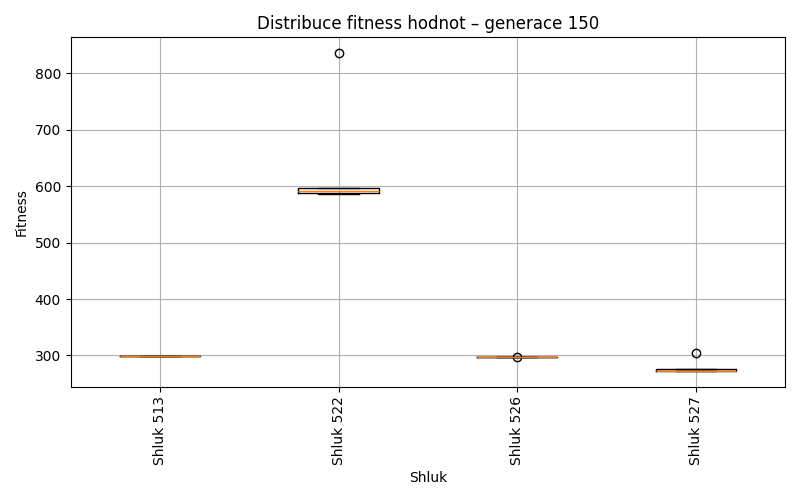 Distribuce fitness hodnot – generace 150
Fitness
800
700
600
500
400
300
Shluk 513
Shluk 522
Shluk 526
Shluk 527
Shluk